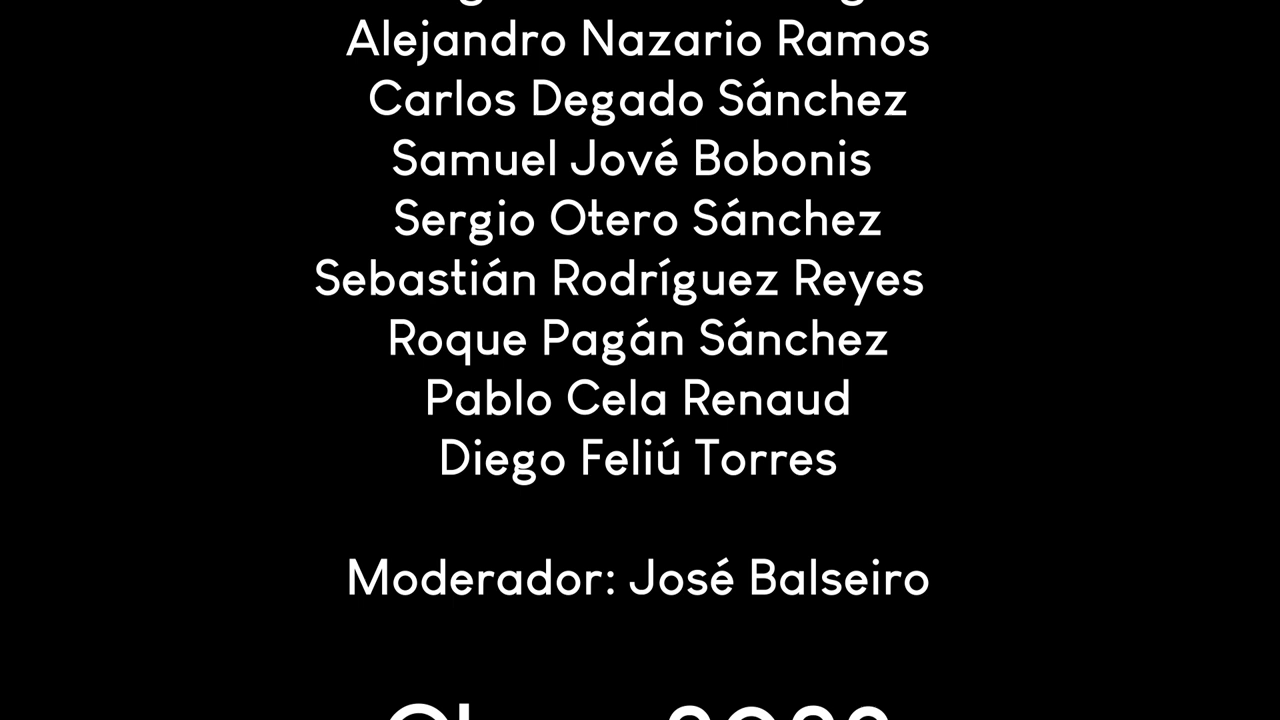 Alejandro Nazario Ramos
Carlos Degado Sánchez
Samuel Jové Bobonis
Sergio Otero Sánchez
Sebastián Rodríguez Reyes
Roque Pagán Sánchez
Pablo Cela Renaud
Diego Feliú Torres
Moderador: José Balseiro